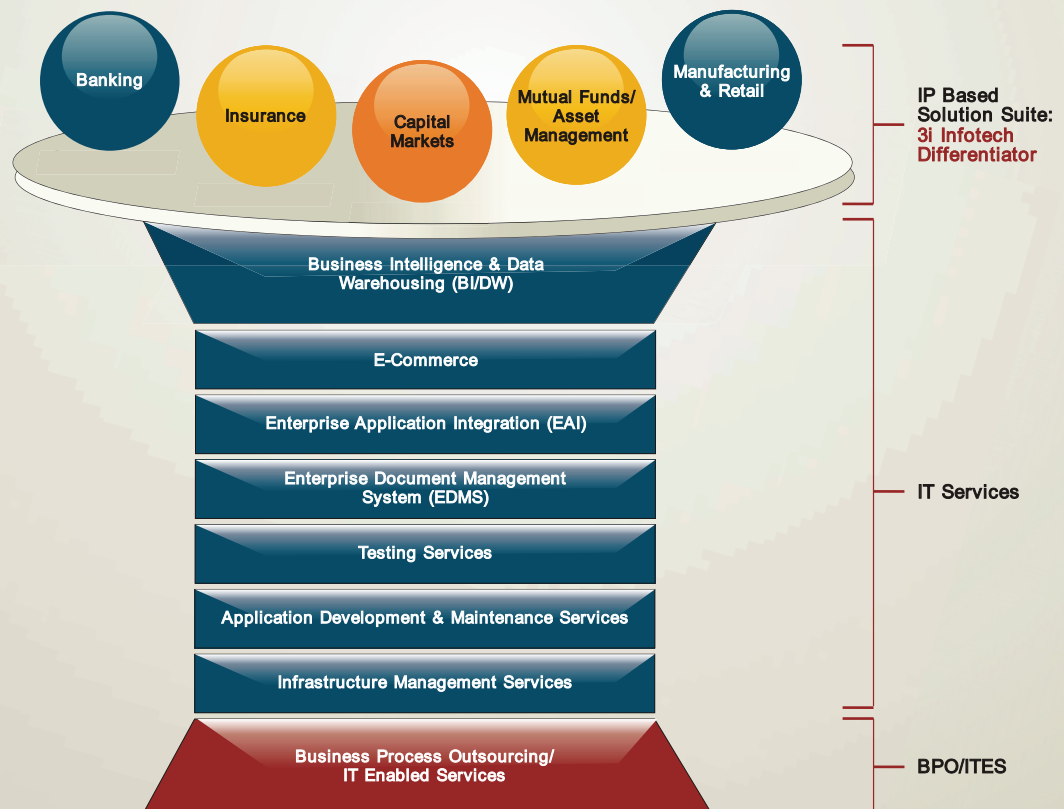 Banking
Insurance
Capital
Markets
Mutual Funds/
Asset
Management
Manufacturing
& Retail
IP Based
Solution Suite:
3i Infotech
Differentiator
Business Intelligence & Data
Warehousing (BI/DW)
E-Commerce
Enterprise Application Integration (EAI)
Enterprise Document Management
System (EDMS)
Testing Services
Application Development & Maintenance Services
Infrastructure Management Services
IT Services
Business Process Outsourcing/
IT Enabled Services
BPO/ITES